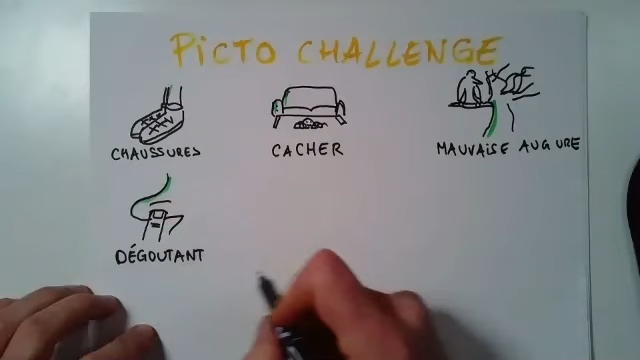 PICTO CHALLENGE
CHAUSSURES
CACHER
MAUVAISE AUGURE
DÉGOUTANT